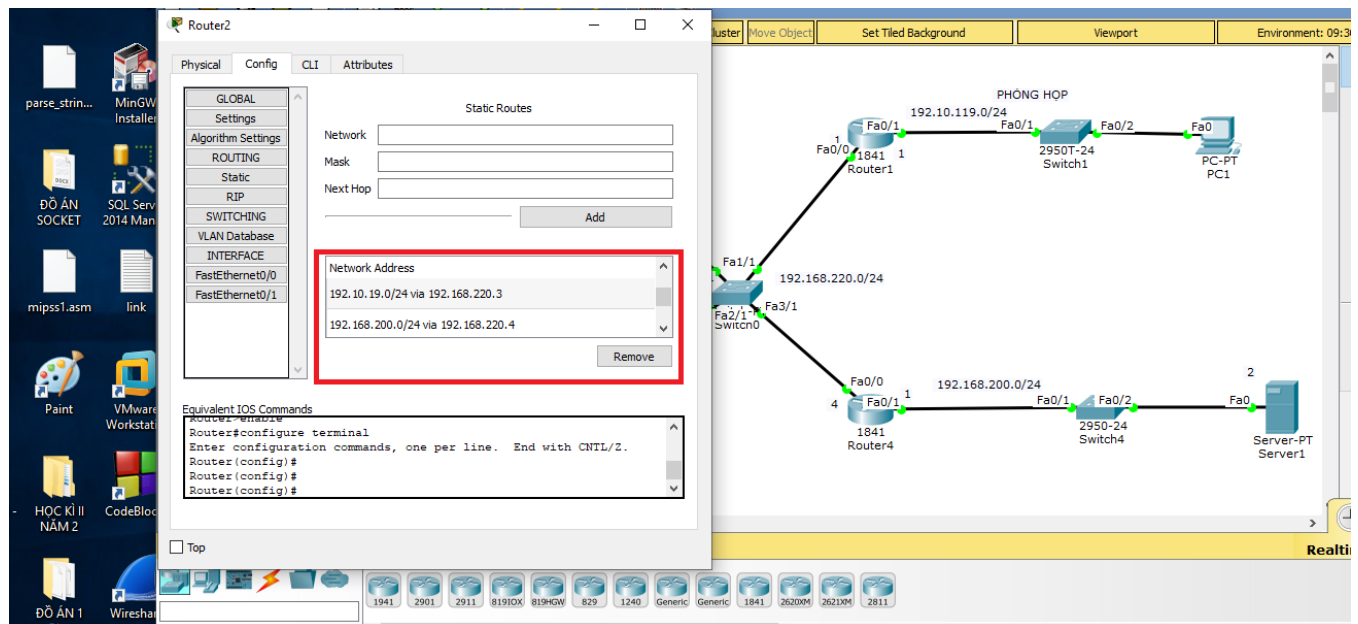 Router2
Cluster
Move Object
Set Tiled Background
Viewport
Environment: 09:30
Physical
Config
CLI
Attributes
GLOBAL
Settings
Algorithm Settings
ROUTING
Static
RIP
SWITCHING
VLAN Database
INTERFACE
FastEthernet0/0
FastEthernet0/1
Static Routes
Network
Mask
Next Hop
Add
Network Address
192.10.19.0/24 via 192.168.220.3
192.168.200.0/24 via 192.168.220.4
Remove
Equivalent IOS Commands
Router>enable
Router#configure terminal
Enter configuration commands, one per line. End with CNTL/Z.
Router(config)#
Router(config)#
Router(config)#
Top
parse_strin...
MinGW
Installer
ĐỒ ÁN
SOCKET
SQL Serv
2014 Man
mipss1.asm
link
Paint
VMware
Workstati
HỌC KÌ II
NĂM 2
CodeBloc
ĐỒ ÁN 1
Wireshar
PHÒNG HỌP
192.10.119.0/24
Fa0/1
Fa0/1
Fa0/2
Fa0
1
Fa0/0
1841
1
Router1
2950T-24
Switch1
PC-PT
PC1
Fa1/1
192.168.220.0/24
Fa2/1
Fa3/1
Switch0
Fa0/0
4
Fa0/1
1
1841
Router4
192.168.200.0/24
Fa0/1
Fa0/2
2950-24
Switch4
2
Fa0
Server-PT
Server1
Realti
1941
2901
2911
819IOX
819HGW
829
1240
Generic
Generic
1841
2620XM
2621XM
2811